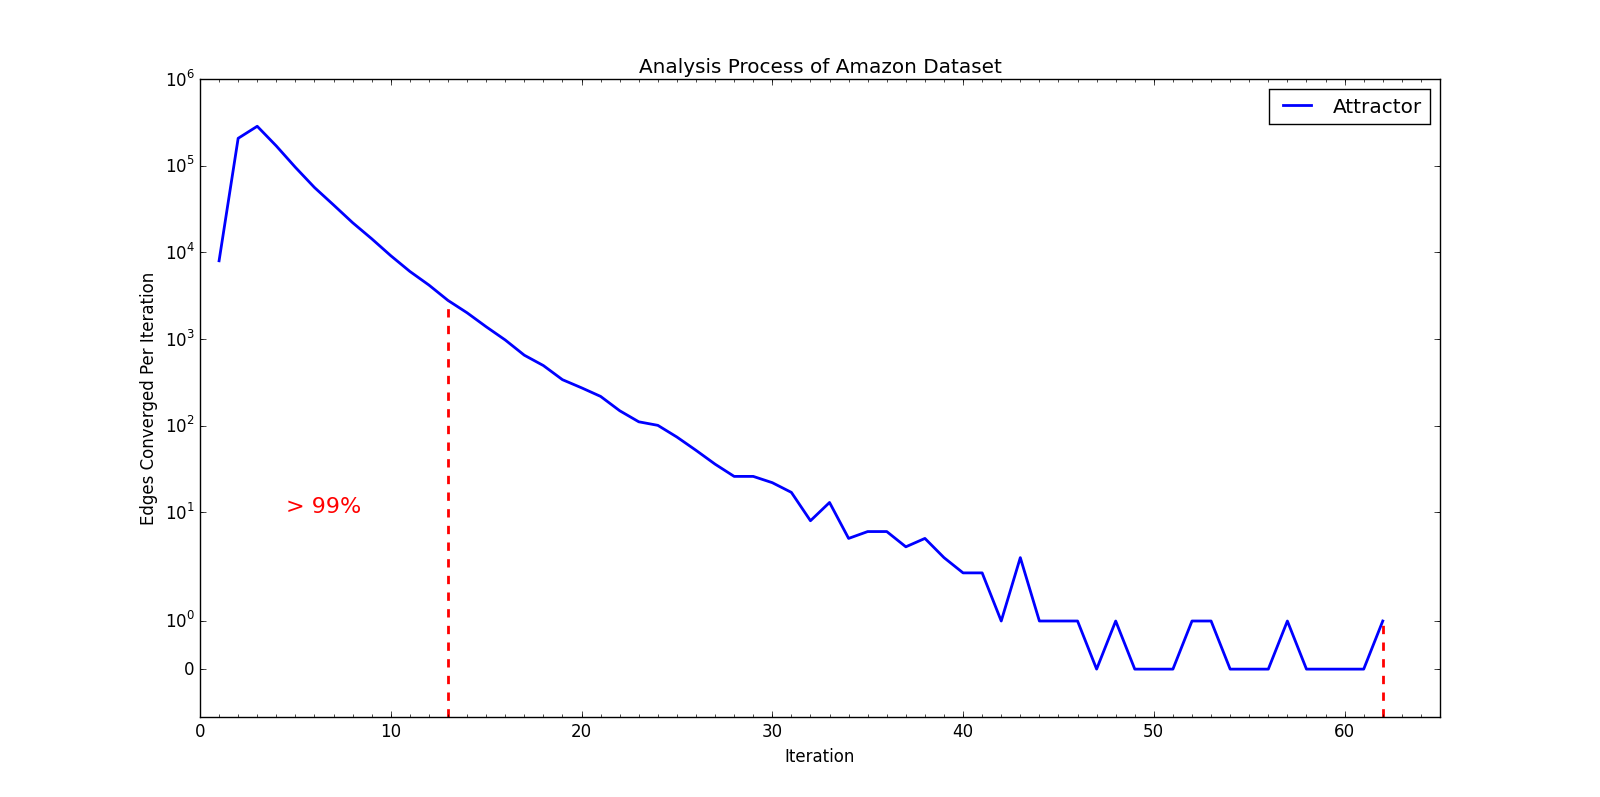 Analysis Process of Amazon Dataset
Attractor
Edges Converged Per Iteration
10^6
10^5
10^4
10^3
10^2
10^1
10^0
0
> 99%
0 10 20 30 40 50 60
Iteration